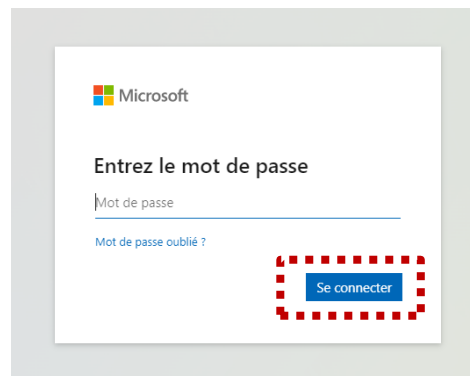 Microsoft
Entrez le mot de passe
Mot de passe
Mot de passe oublié ?
Se connecter